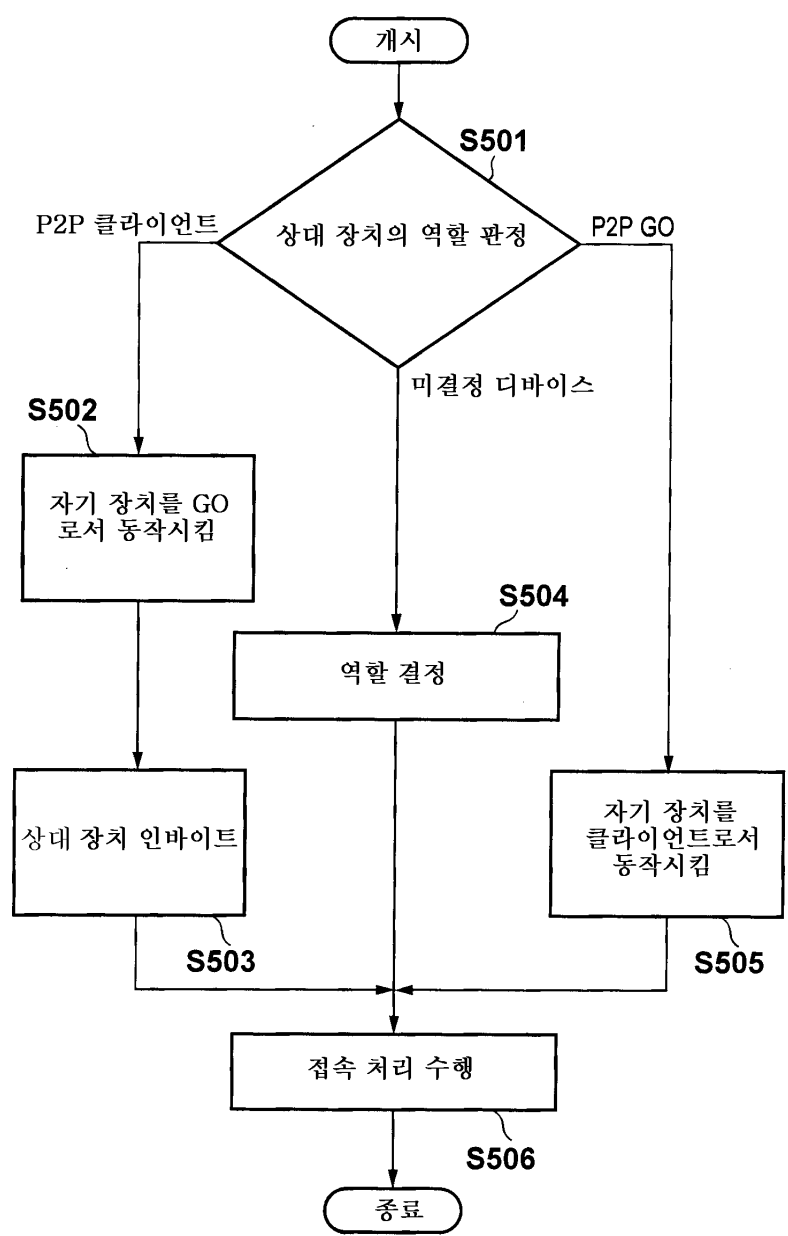 개시
S501
P2P 클라이언트
상대 장치의 역할 판정
P2P GO
미결정 디바이스
S502
자기 장치를 GO
로서 동작시킴
S504
역할 결정
상대 장치 인바이트
자기 장치를
클라이언트로서
동작시킴
S503
S505
접속 처리 수행
S506
종료